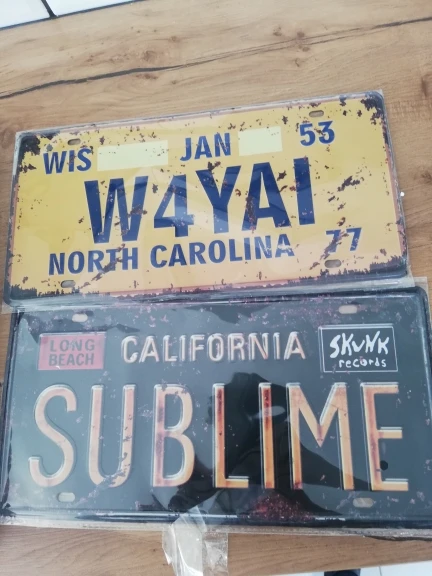 WIS JAN 53
W4YAI
NORTH CAROLINA 77
LONG BEACH
CALIFORNIA
SKUNK records
SUBLIME